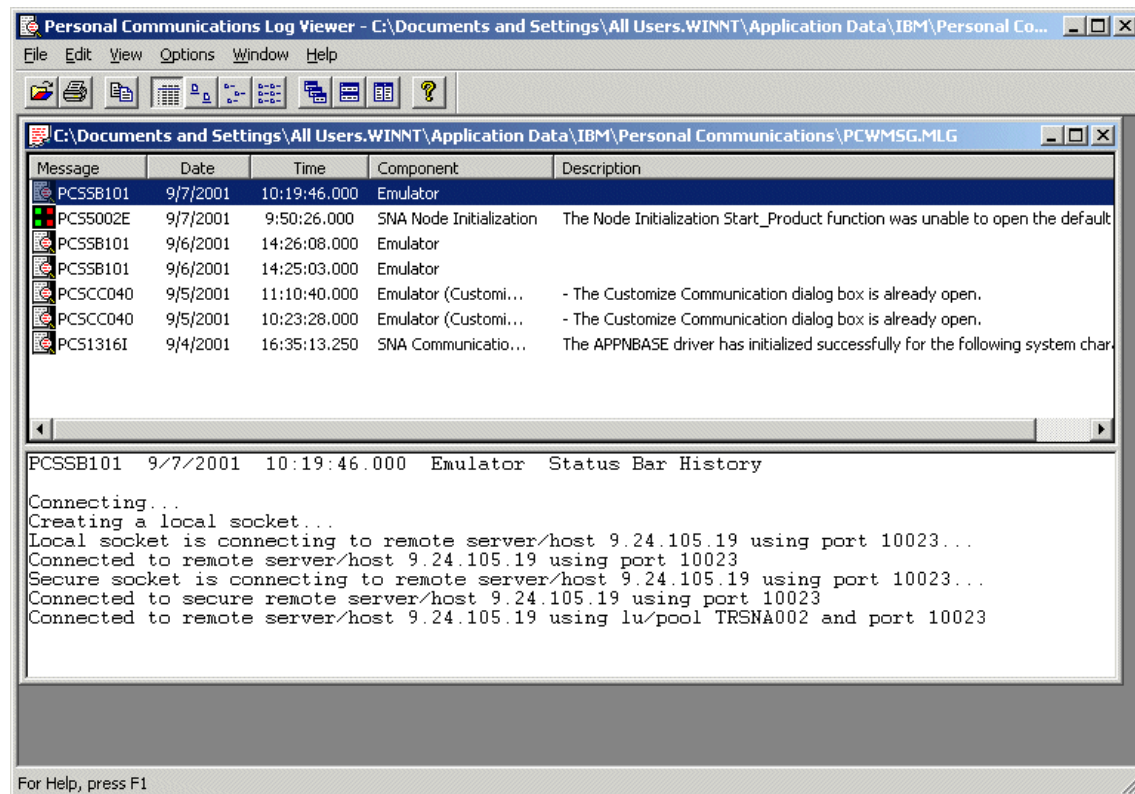 Personal Communications Log Viewer - C:\Documents and Settings\All Users.WINNT\Application Data\IBM\Personal Co...
File Edit View Options Window Help
C:\Documents and Settings\All Users.WINNT\Application Data\IBM\Personal Communications\PCWMSG.MLG
Message Date Time Component Description
PCSSB101 9/7/2001 10:19:46.000 Emulator
PCS5002E 9/7/2001 9:50:26.000 SNA Node Initialization The Node Initialization Start_Product function was unable to open the default
PCSSB101 9/6/2001 14:26:08.000 Emulator
PCSSB101 9/6/2001 14:25:03.000 Emulator
PCSCC040 9/5/2001 11:10:40.000 Emulator (Customi... - The Customize Communication dialog box is already open.
PCSCC040 9/5/2001 10:23:28.000 Emulator (Customi... - The Customize Communication dialog box is already open.
PCS1316I 9/4/2001 16:35:13.250 SNA Communicatio... The APPNBASE driver has initialized successfully for the following system char
PCSSB101 9/7/2001 10:19:46.000 Emulator Status Bar History
Connecting...
Creating a local socket...
Local socket is connecting to remote server/host 9.24.105.19 using port 10023...
Connected to remote server/host 9.24.105.19 using port 10023
Secure socket is connecting to remote server/host 9.24.105.19 using port 10023...
Connected to secure remote server/host 9.24.105.19 using port 10023
Connected to remote server/host 9.24.105.19 using lu/pool TRSNA002 and port 10023
For Help, press F1